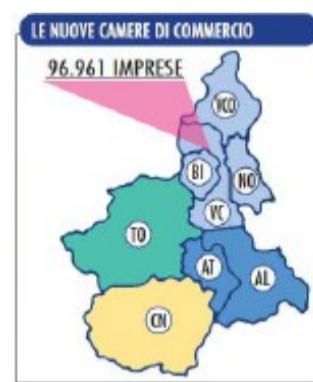 LE NUOVE CAMERE DI COMMERCIO
96.961 IMPRESE
VCO
BI
NO
VC
TO
AT
AL
CN